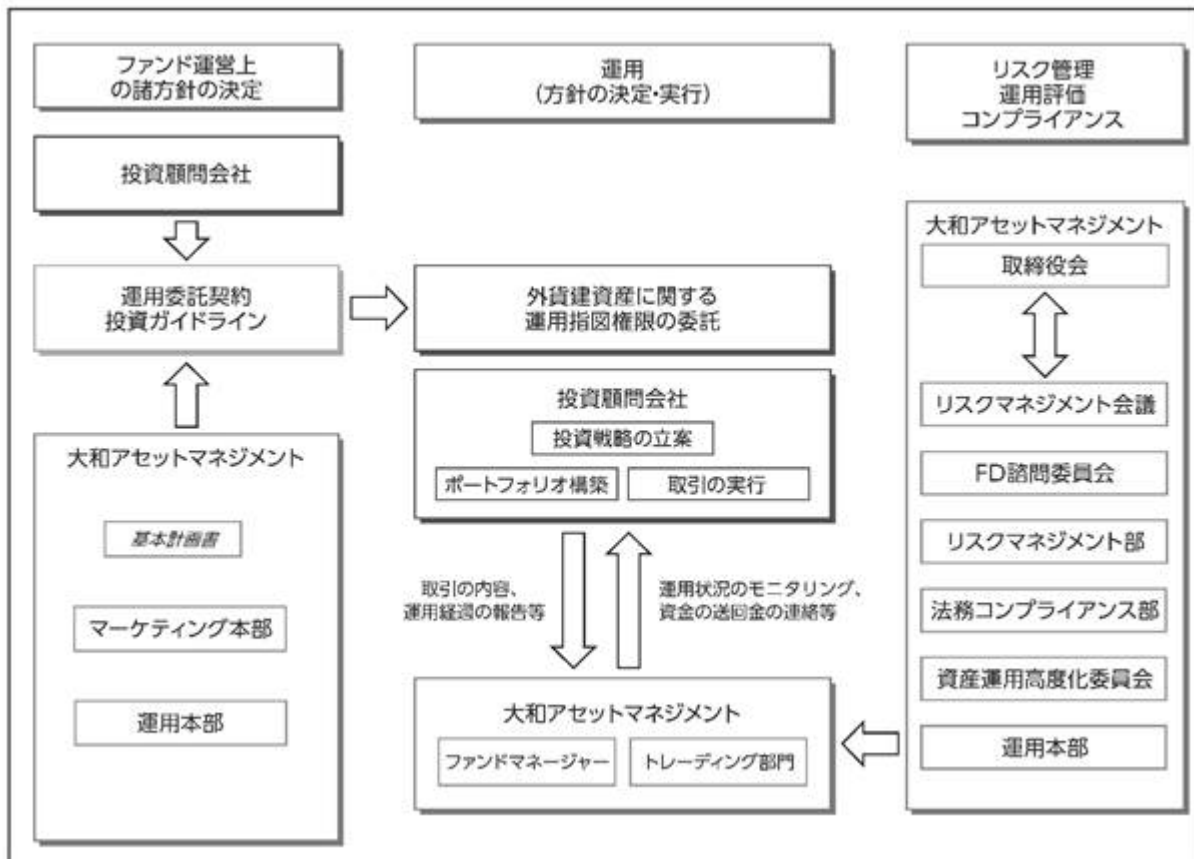 ファンド運営上
の諸方針の決定
運用
(方針の決定・実行)
リスク管理
運用評価
コンプライアンス
投資顧問会社
運用委託契約
投資ガイドライン
大和アセットマネジメント
基本計画書
マーケティング本部
運用本部
外貨建資産に関する
運用指図権限の委託
投資顧問会社
投資戦略の立案
ポートフォリオ構築
取引の実行
取引の内容、
運用経過の報告等
運用状況のモニタリング、
資金の送回金の連絡等
大和アセットマネジメント
ファンドマネージャー
トレーディング部門
大和アセットマネジメント
取締役会
リスクマネジメント会議
FD諮問委員会
リスクマネジメント部
法務コンプライアンス部
資産運用高度化委員会
運用本部